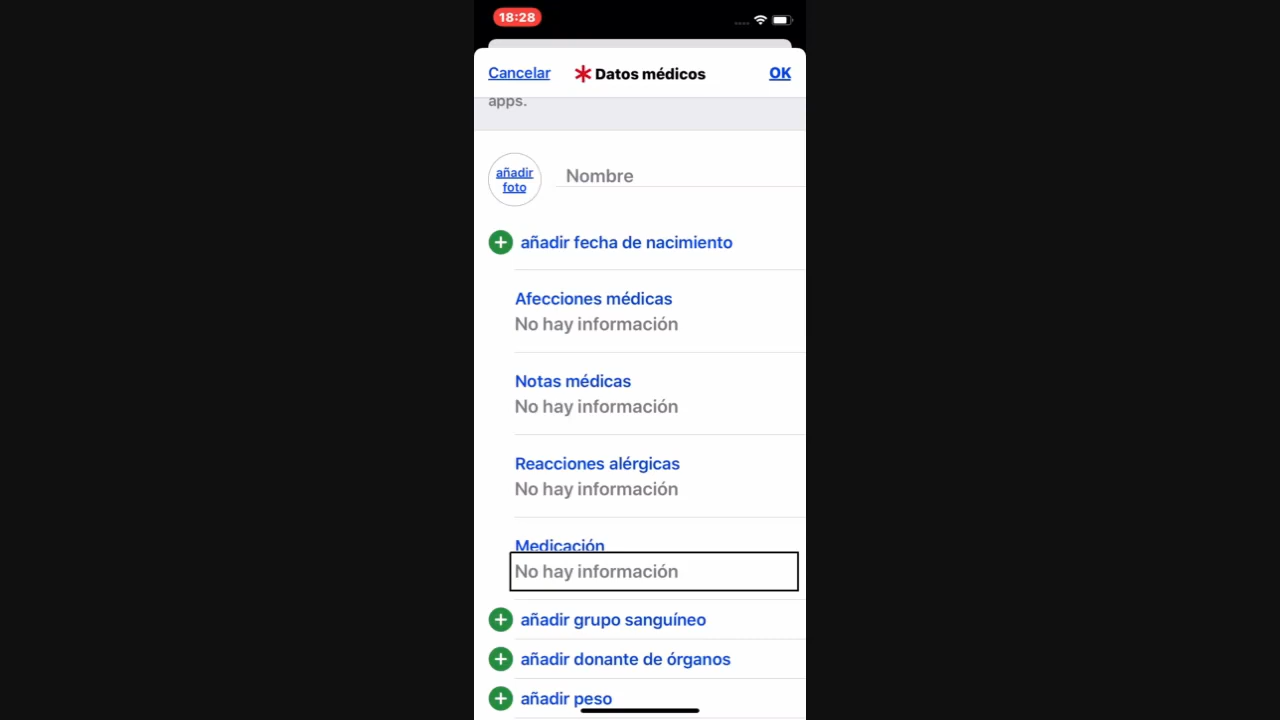 18:28
Cancelar
Datos médicos
OK
apps.
añadir
foto
Nombre
añadir fecha de nacimiento
Afecciones médicas
No hay información
Notas médicas
No hay información
Reacciones alérgicas
No hay información
Medicación
No hay información
añadir grupo sanguíneo
añadir donante de órganos
añadir peso